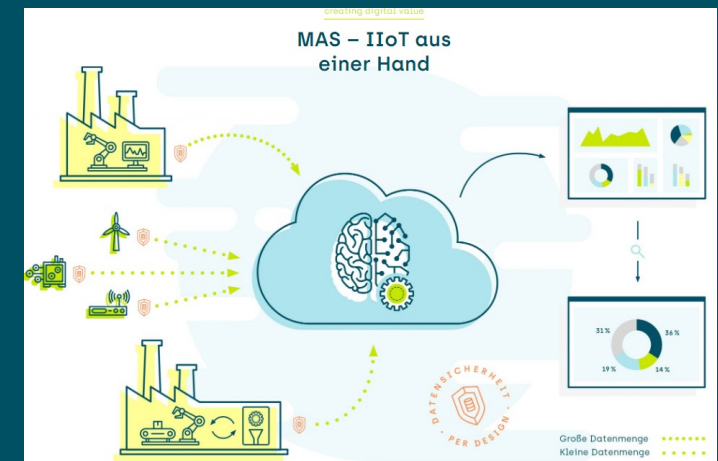 creating digital value
MAS – IIoT aus
einer Hand
31 %
36 %
19 %
14 %
DATENSICHERHEIT
· PER DESIGN ·
Große Datenmenge
Kleine Datenmenge